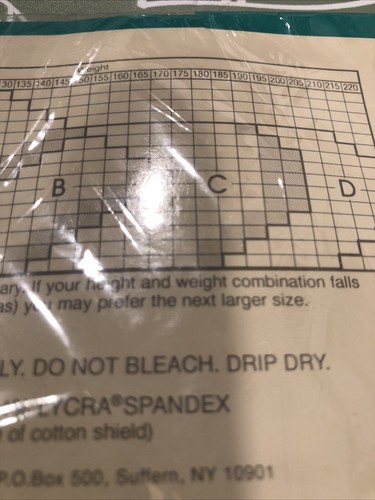 Weight
130 135 140 145 150 155 160 165 170 175 180 185 190 195 200 205 210 215 220
B C D
ary. If your height and weight combination falls
as) you may prefer the next larger size.
LY. DO NOT BLEACH. DRIP DRY.
LYCRA®SPANDEX
of cotton shield)
P.O.Box 500, Suffern, NY 10901